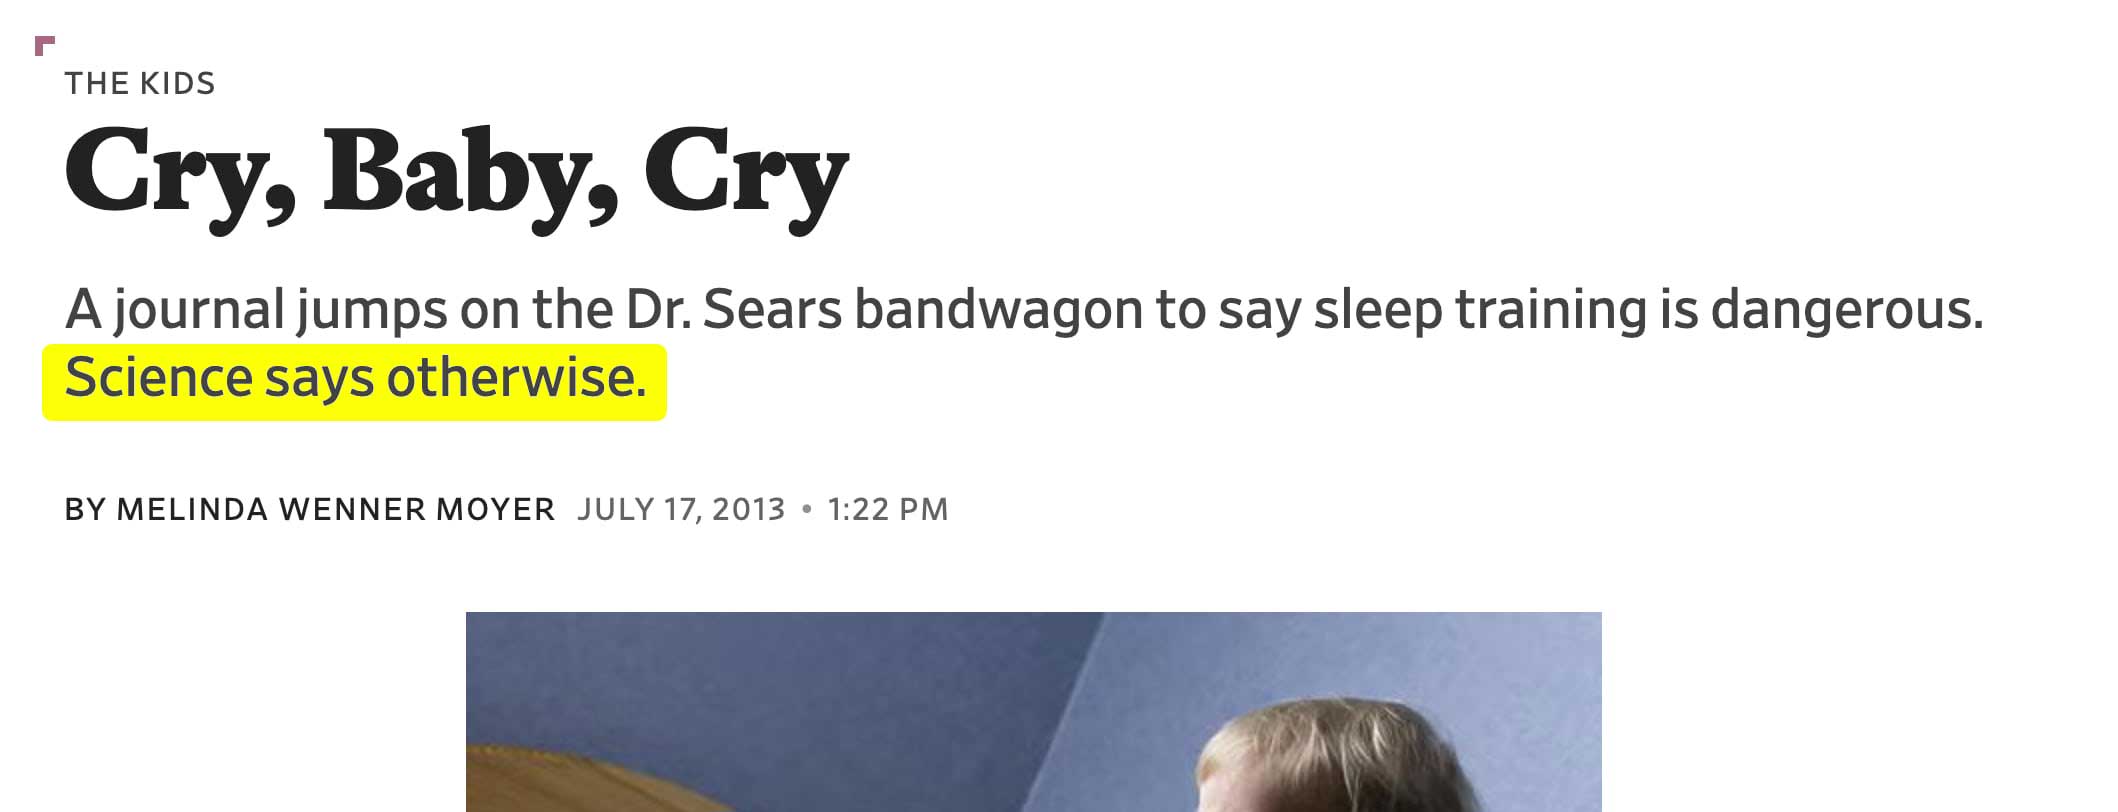 THE KIDS
Cry, Baby, Cry
A journal jumps on the Dr. Sears bandwagon to say sleep training is dangerous.
Science says otherwise.
BY MELINDA WENNER MOYER JULY 17, 2013 • 1:22 PM